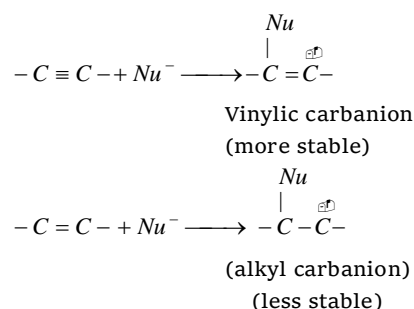 Nu
|
– C ≡ C – + Nu⁻ ⟶ – C = C –
Vinylic carbanion
(more stable)
Nu
|
– C = C – + Nu⁻ ⟶ – C – C –
(alkyl carbanion)
(less stable)